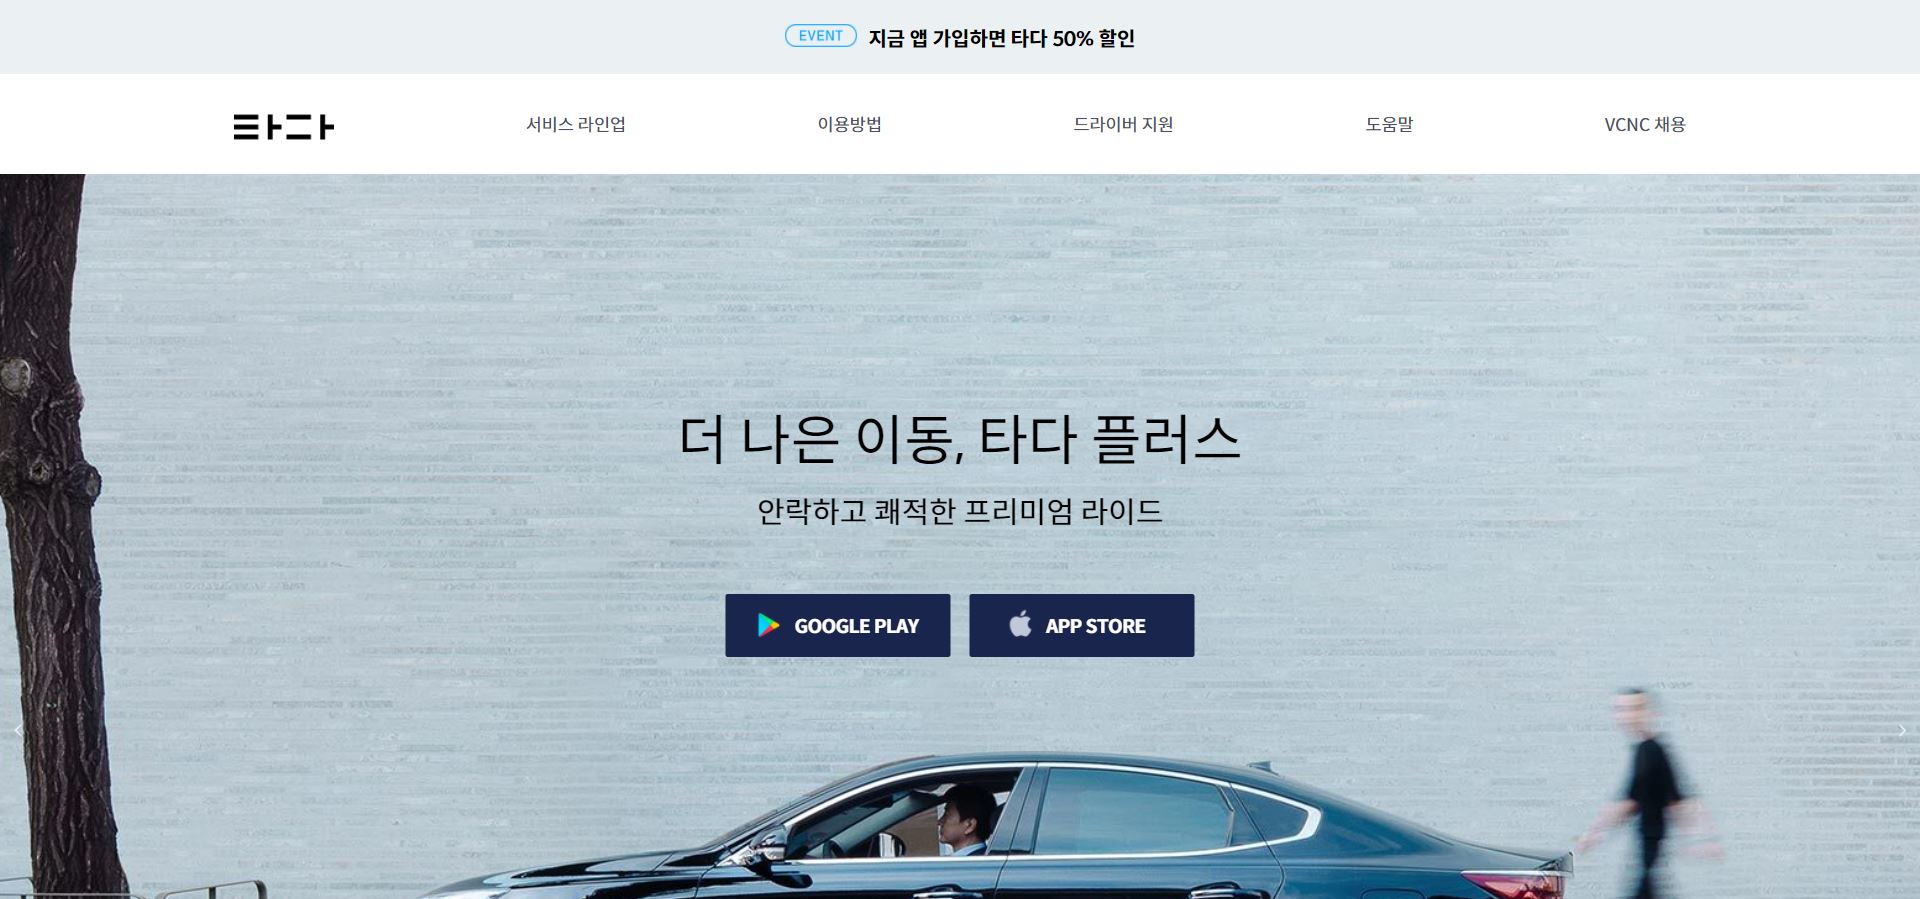 EVENT 지금 앱 가입하면 타다 50% 할인
타다 서비스 라인업 이용방법 드라이버 지원 도움말 VCNC 채용
더 나은 이동, 타다 플러스
안락하고 쾌적한 프리미엄 라이드
GOOGLE PLAY APP STORE